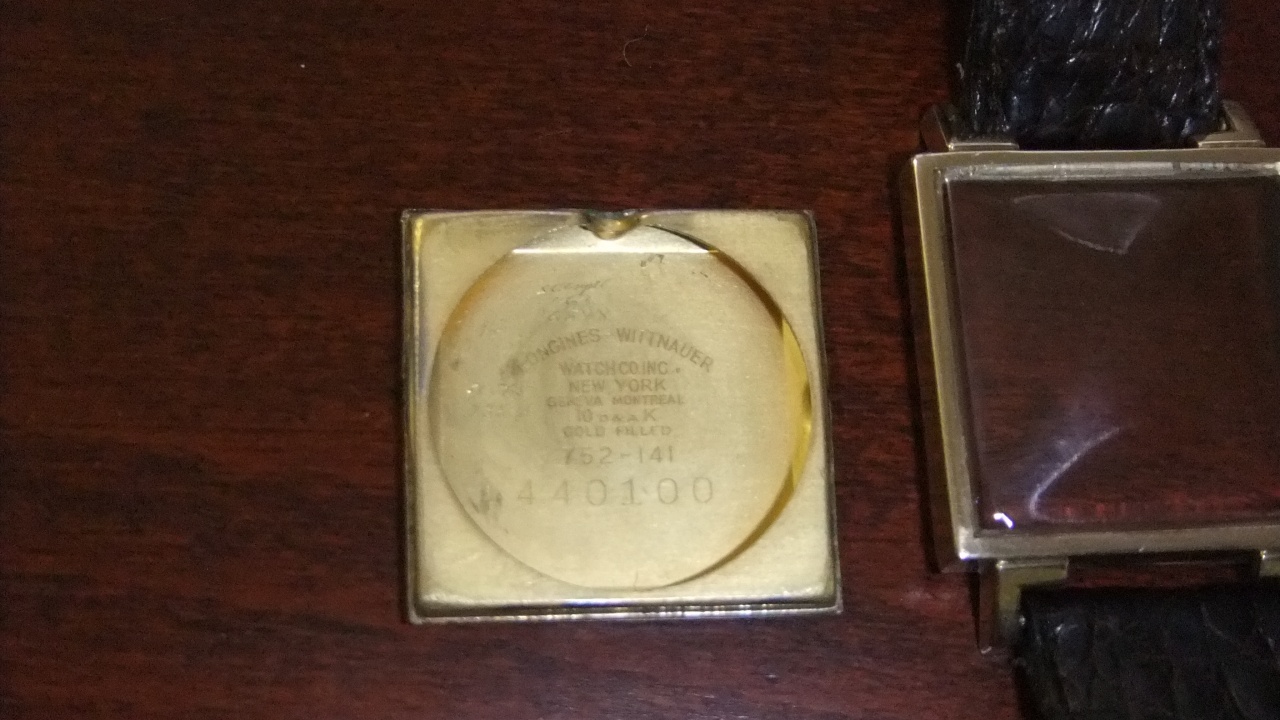 LONGINES-WITTNAUER
WATCH CO. INC.
NEW YORK
GENEVA MONTREAL
10 K
GOLD FILLED
752-141
440100